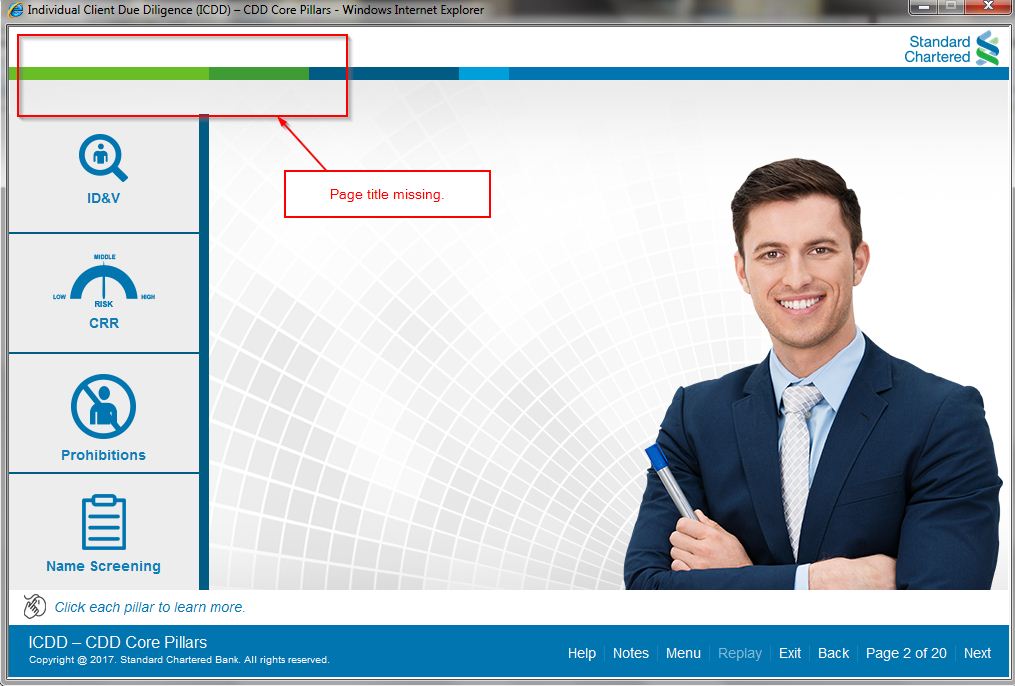 Individual Client Due Diligence (ICDD) – CDD Core Pillars - Windows Internet Explorer
Standard
Chartered
Page title missing.
ID&V
MIDDLE
LOW
HIGH
RISK
CRR
Prohibitions
Name Screening
Click each pillar to learn more.
ICDD – CDD Core Pillars
Copyright @ 2017. Standard Chartered Bank. All rights reserved.
Help Notes Menu Replay Exit Back Page 2 of 20 Next